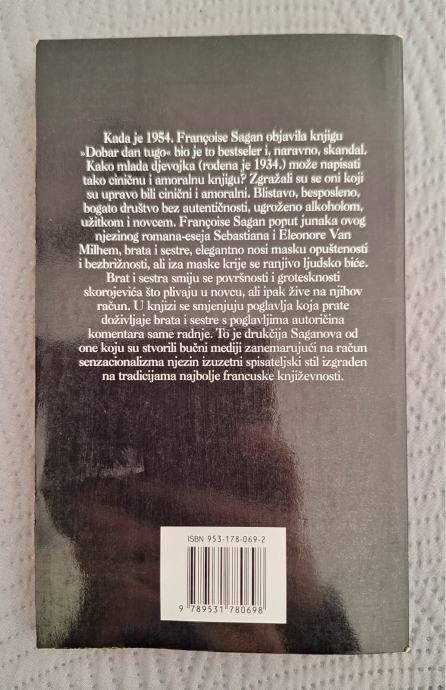 Kada je 1954. Françoise Sagan objavila knjigu
»Dobar dan tugo« bio je to bestseler i, naravno, skandal.
Kako mlada djevojka (rođena je 1934.) može napisati
tako ciničnu i amoralnu knjigu? Zgražali su se oni koji
su upravo bili cinični i amoralni. Blistavo, besposleno,
bogato društvo bez autentičnosti, ugroženo alkoholom,
užitkom i novcem. Françoise Sagan poput junaka ovog
njezinog romana-eseja Sebastiana i Eleonore Van
Milhem, brata i sestre, elegantno nosi masku opuštenosti
i bezbrižnosti, ali iza maske krije se ranjivo ljudsko biće.
Brat i sestra smiju se površnosti i grotesknosti
skorojevića što plivaju u novcu, ali ipak žive na njihov
račun. U knjizi se smjenjuju poglavlja koja prate
doživljaje brata i sestre s poglavljima autoričina
komentara same radnje. To je drukčija Saganova od
one koju su stvorili bučni mediji zanemarujući na račun
senzacionalizma njezin izuzetni spisateljski stil izgrađen
na tradicijama najbolje francuske književnosti.
ISBN 953-178-069-2
9 789531 780698